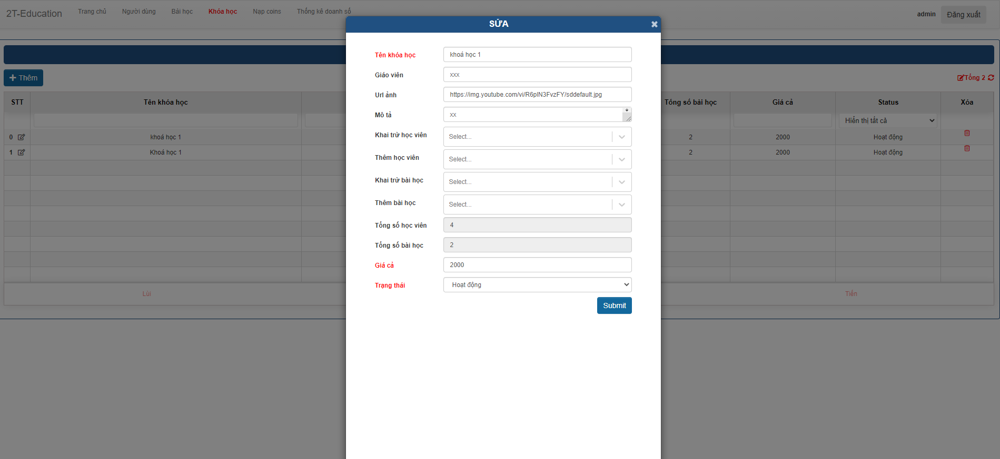 2T-Education Trang chủ Người dùng Bài học Khóa học Nạp coins Thống kê doanh số admin Đăng xuất
SỬA
Thêm
Tổng 2
STT Tên khóa học Tổng số bài học Giá cả Status Xóa
Hiển thị tất cả
0 khoá học 1 2 2000 Hoạt động
1 Khoá học 1 2 2000 Hoạt động
Lùi Tiến
Tên khóa học khoá học 1
Giáo viên xxx
Url ảnh https://img.youtube.com/vi/R6plN3FvzFY/sddefault.jpg
Mô tả xx
Khai trừ học viên Select...
Thêm học viên Select...
Khai trừ bài học Select...
Thêm bài học Select...
Tổng số học viên 4
Tổng số bài học 2
Giá cả 2000
Trạng thái Hoạt động
Submit